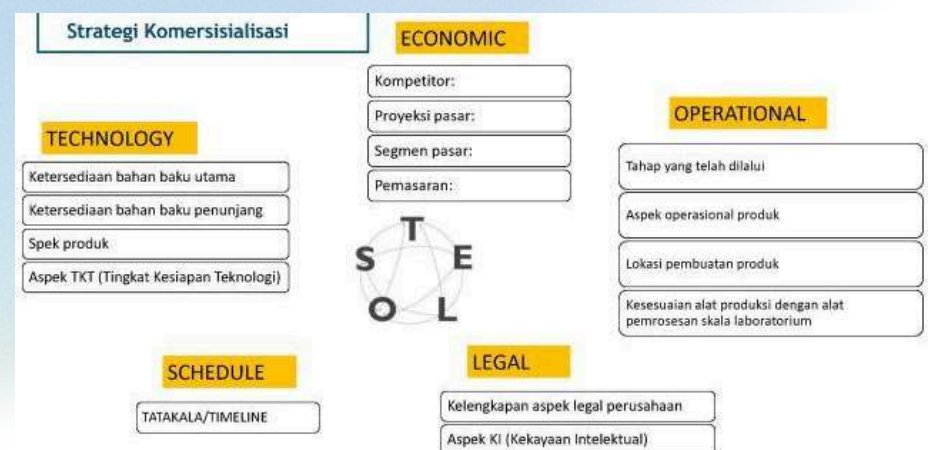 Strategi Komersisialisasi
ECONOMIC
Kompetitor:
Proyeksi pasar:
Segmen pasar:
Pemasaran:
TECHNOLOGY
Ketersediaan bahan baku utama
Ketersediaan bahan baku penunjang
Spek produk
Aspek TKT (Tingkat Kesiapan Teknologi)
OPERATIONAL
Tahap yang telah dilalui
Aspek operasional produk
Lokasi pembuatan produk
Kesesuaian alat produksi dengan alat
pemrosesan skala laboratorium
T
S E
O L
SCHEDULE
TATAKALA/TIMELINE
LEGAL
Kelengkapan aspek legal perusahaan
Aspek KI (Kekayaan Intelektual)